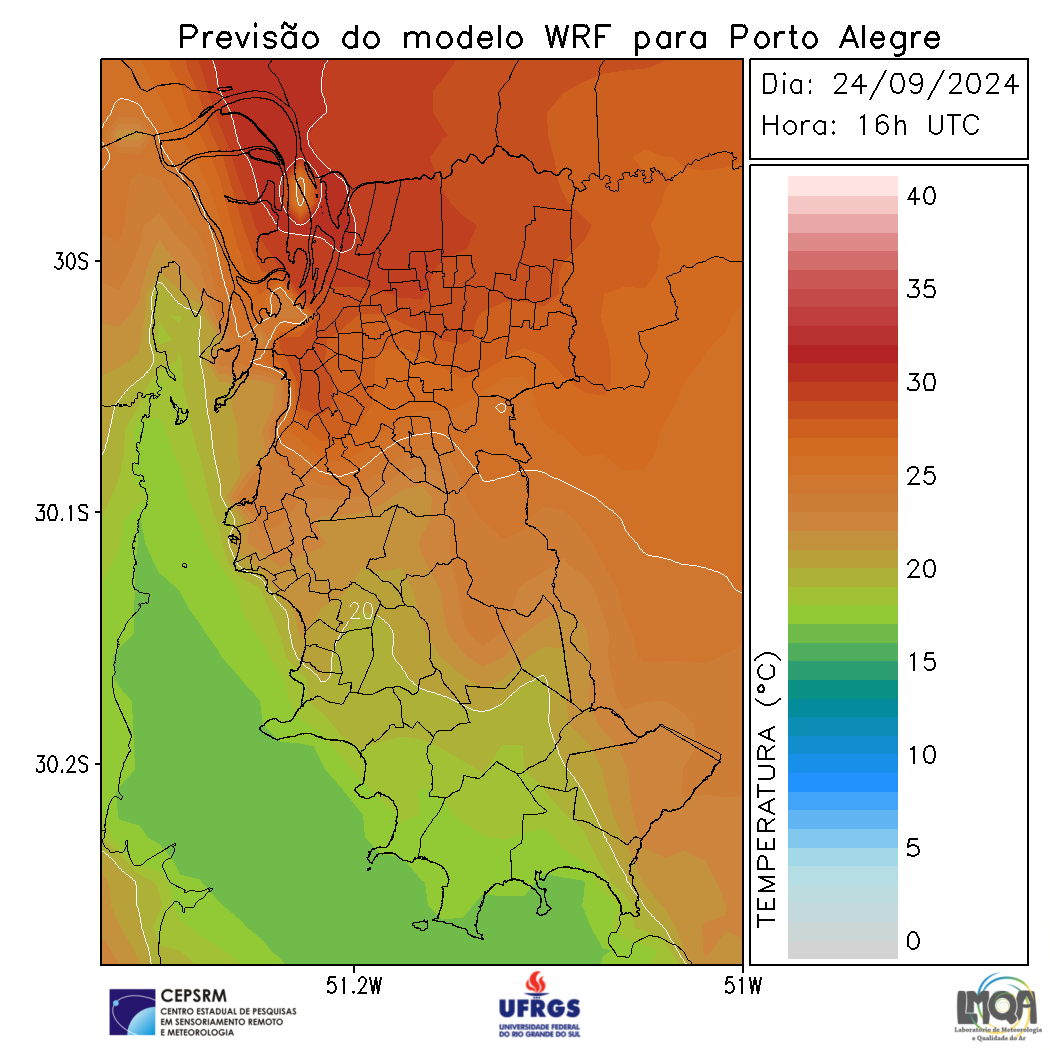 Previsão do modelo WRF para Porto Alegre
Dia: 24/09/2024
Hora: 16h UTC
40
35
30
25
20
15
10
5
0
TEMPERATURA (°C)
30S
30.1S
30.2S
20
51.2W
51W
CEPSRM
CENTRO ESTADUAL DE PESQUISAS
EM SENSORIAMENTO REMOTO
E METEOROLOGIA
UFRGS
UNIVERSIDADE FEDERAL
DO RIO GRANDE DO SUL
LMQA
Laboratório de Meteorologia
e Qualidade do Ar